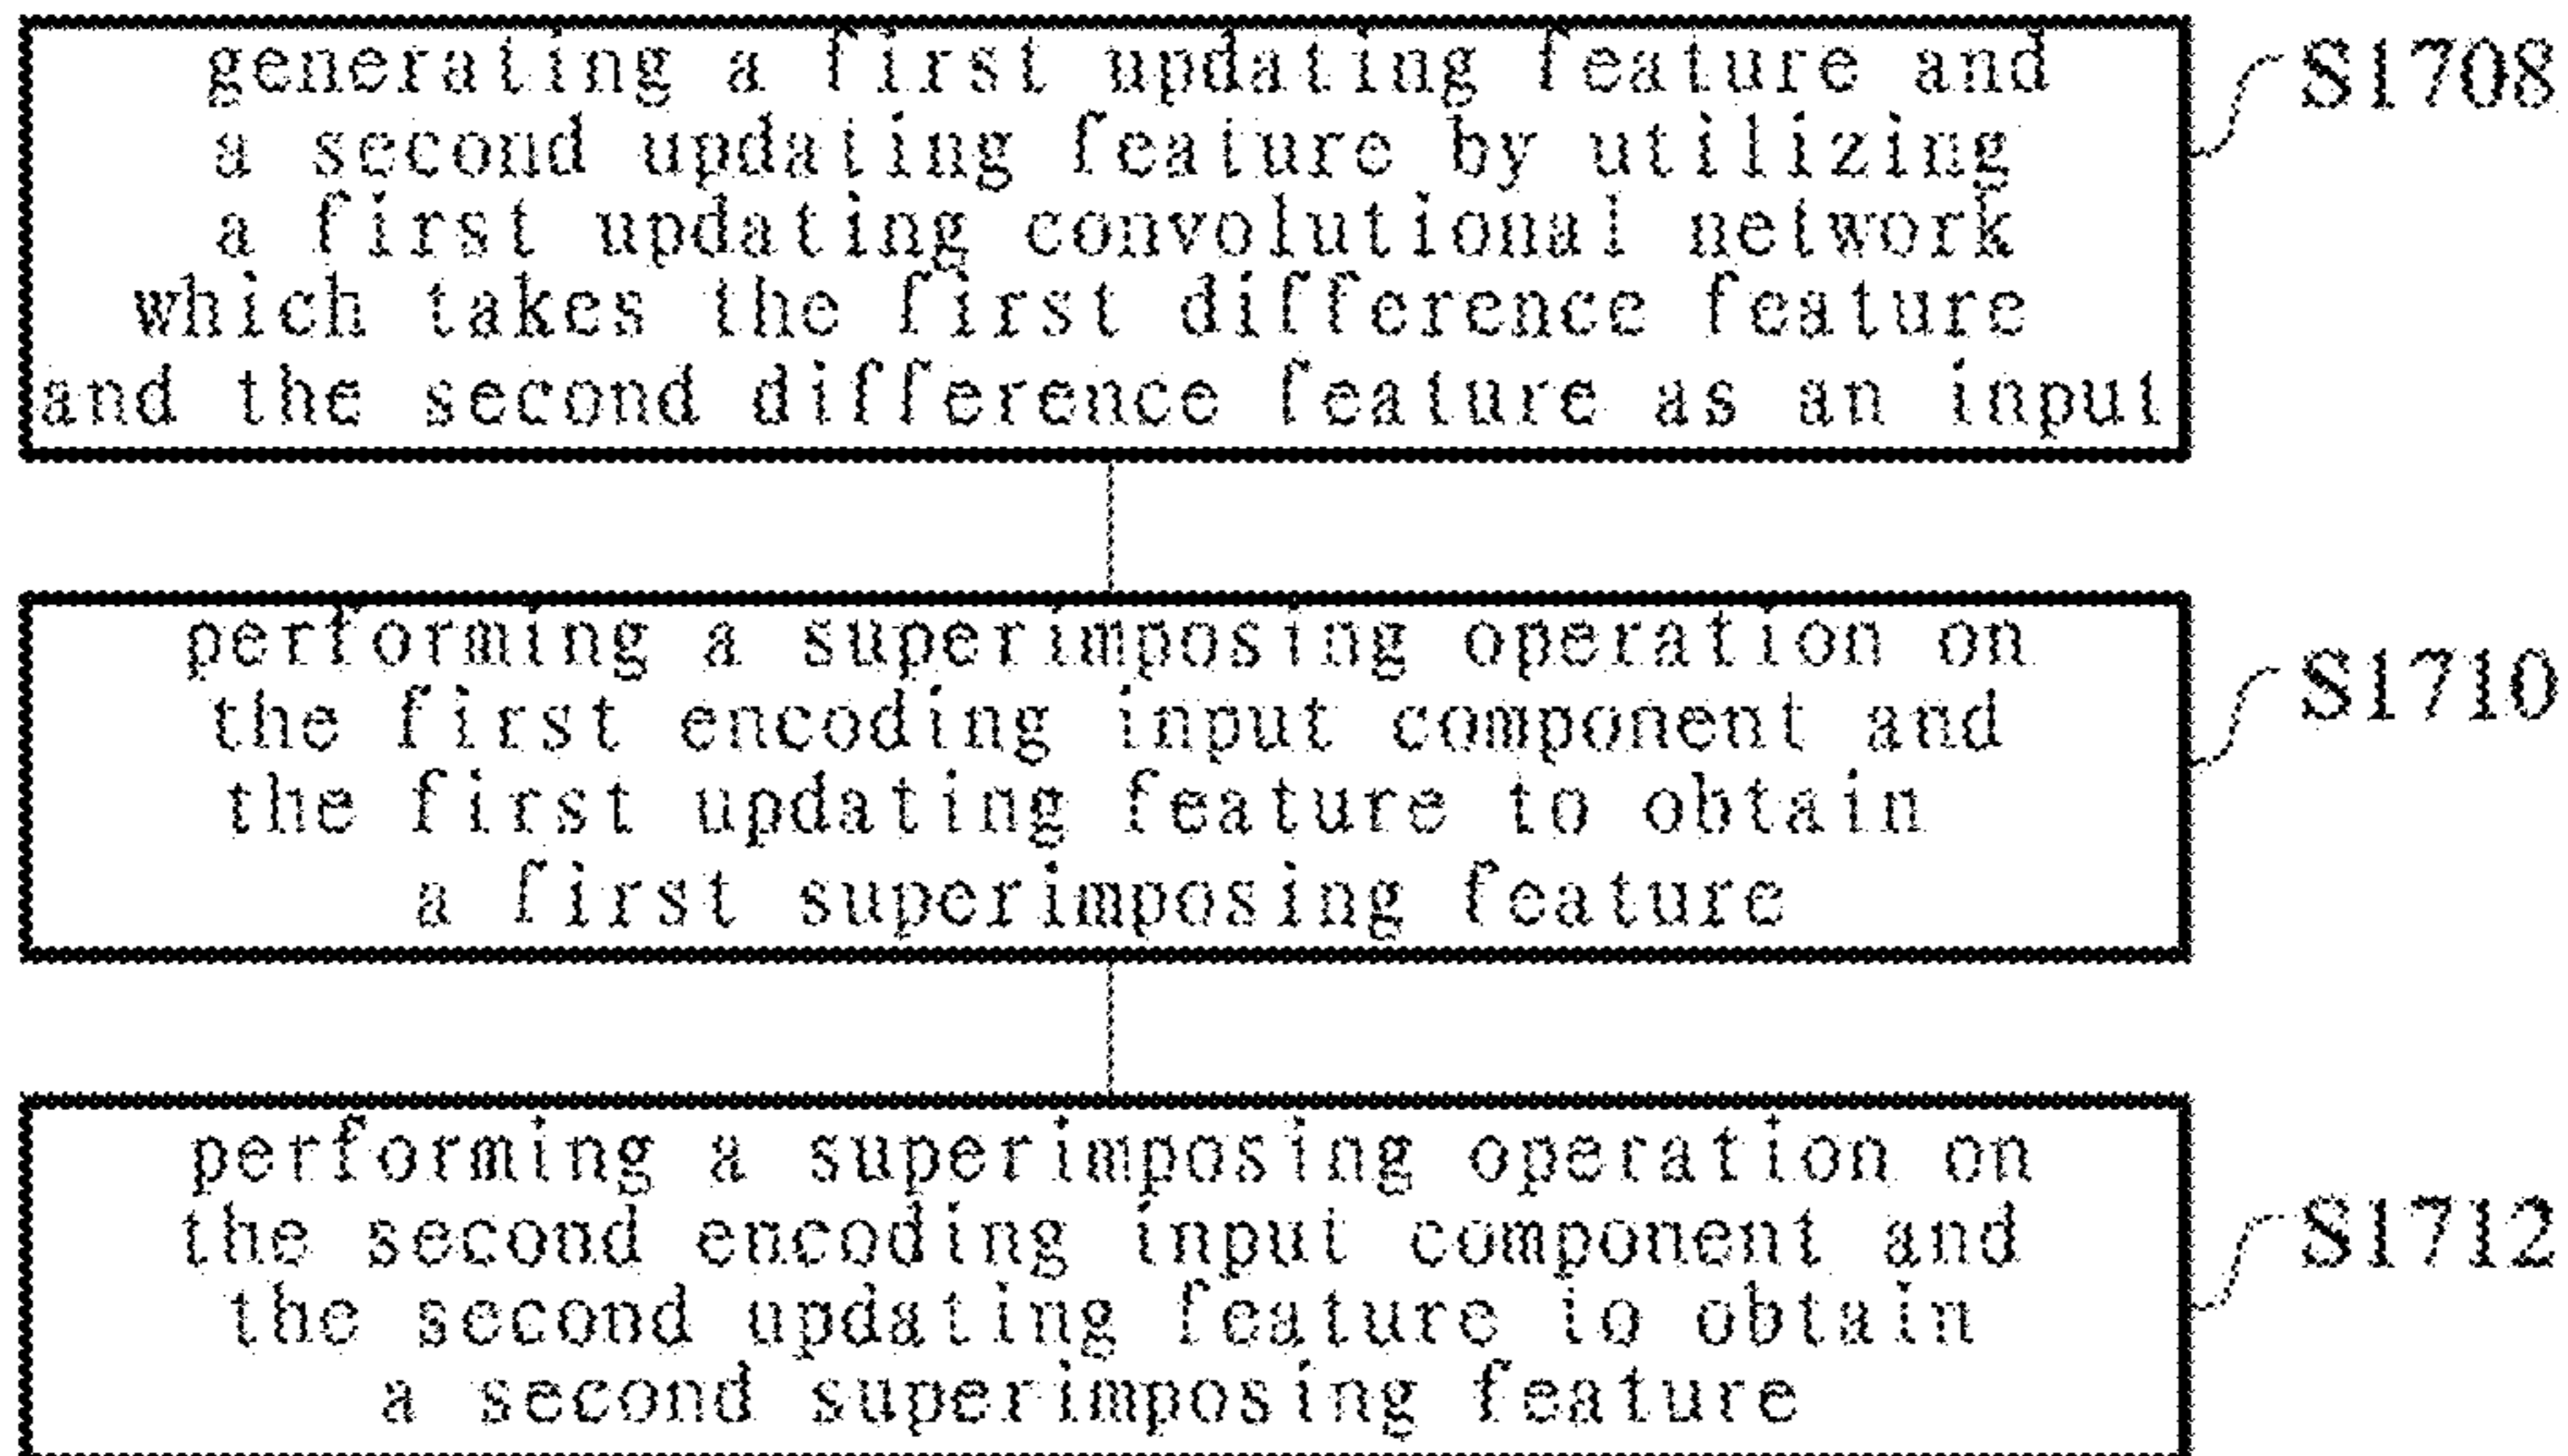 generating a first updating feature and
a second updating feature by utilizing
a first updating convolutional network
which takes the first difference feature
and the second difference feature as an input
S1708
performing a superimposing operation on
the first encoding input component and
the first updating feature to obtain
a first superimposing feature
S1710
performing a superimposing operation on
the second encoding input component and
the second updating feature to obtain
a second superimposing feature
S1712